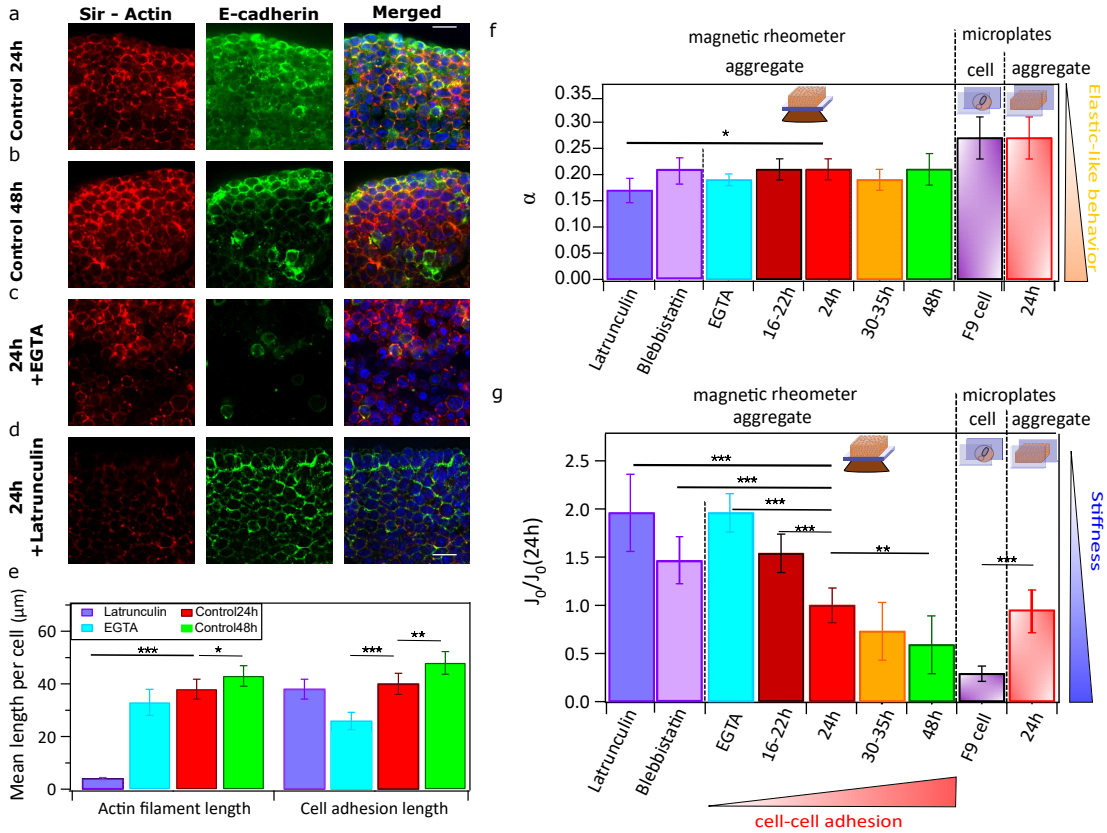 a
Sir - Actin
E-cadherin
Merged
Control 24h
b
Control 48h
c
24h
+EGTA
d
24h
+Latrunculin
e
Mean length per cell (μm)
60
40
20
0
Latrunculin
Control24h
EGTA
Control48h
***
*
***
**
Actin filament length
Cell adhesion length
f
magnetic rheometer
microplates
aggregate
cell
aggregate
α
0.35
0.30
0.25
0.20
0.15
0.10
0.05
0.00
*
Elastic-like behavior
Latrunculin
Blebbistatin
EGTA
16-22h
24h
30-35h
48h
F9 cell
24h
g
magnetic rheometer
microplates
aggregate
cell
aggregate
J₀/J₀(24h)
2.5
2.0
1.5
1.0
0.5
0.0
***
***
***
***
**
***
Stiffness
Latrunculin
Blebbistatin
EGTA
16-22h
24h
30-35h
48h
F9 cell
24h
cell-cell adhesion